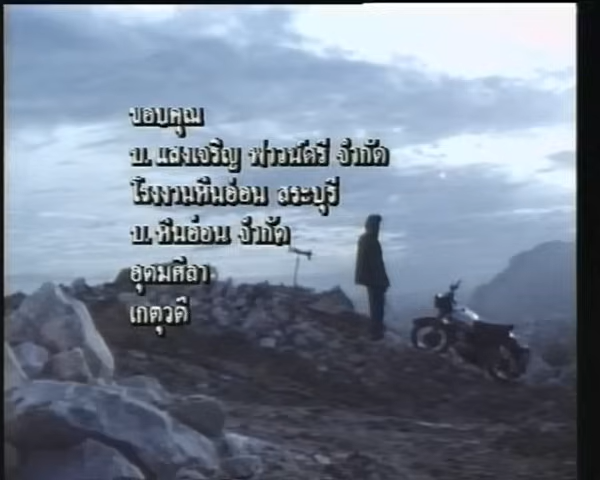 ขอบคุณ
บ. แสงเจริญ ฟาวน์ดรี จำกัด
โรงงานหินอ่อน สระบุรี
บ. หินอ่อน จำกัด
อุดมศิลา
เกตุวดี